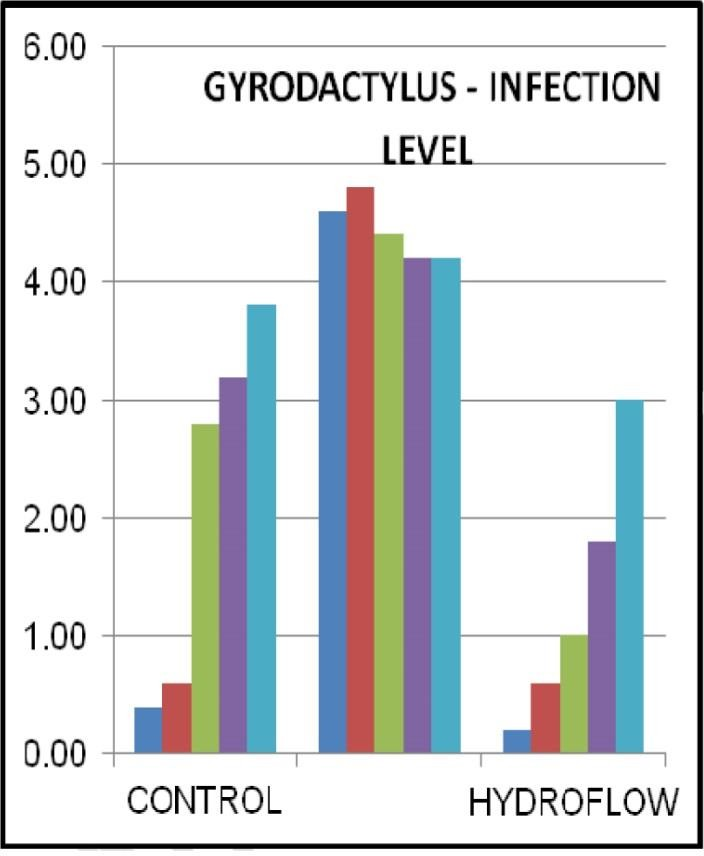 GYRODACTYLUS - INFECTION
LEVEL
6.00
5.00
4.00
3.00
2.00
1.00
0.00
CONTROL
HYDROFLOW